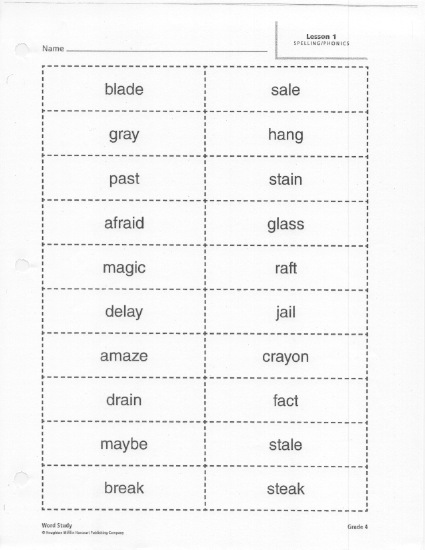 Lesson 1
SPELLING/PHONICS
Name
blade sale
gray hang
past stain
afraid glass
magic raft
delay jail
amaze crayon
drain fact
maybe stale
break steak
Word Study Grade 4
© Houghton Mifflin Harcourt Publishing Company